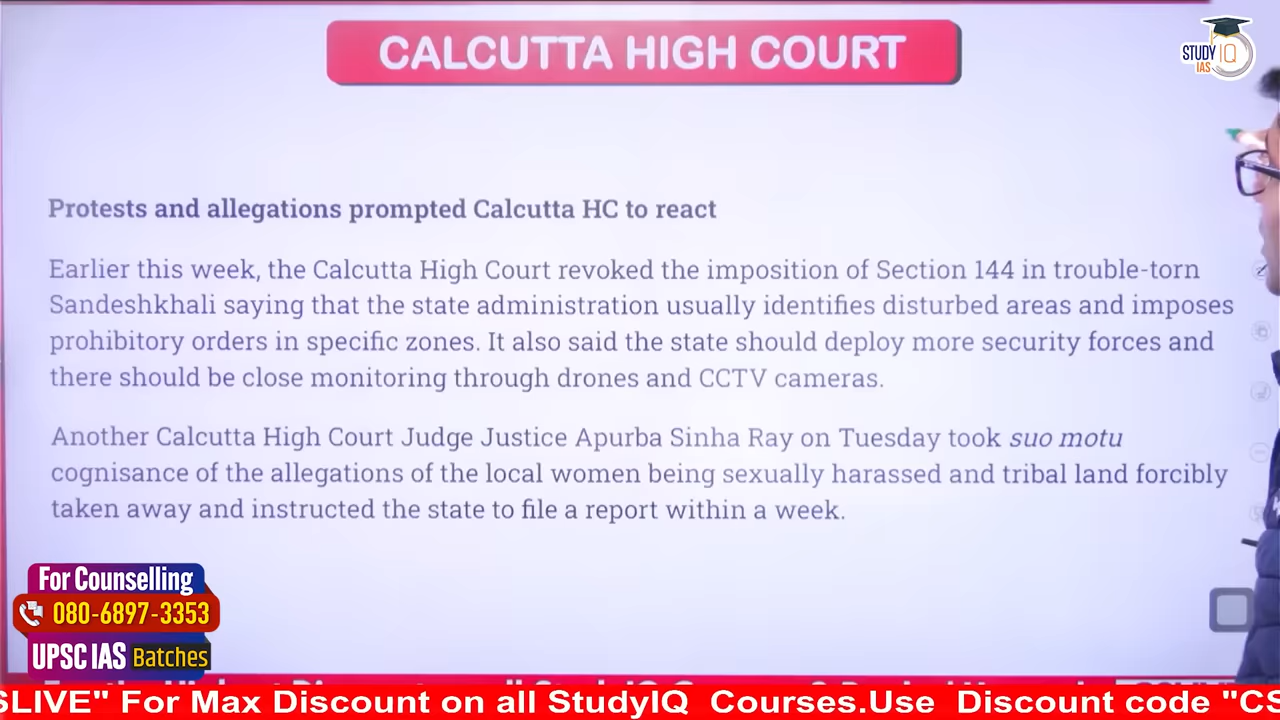 CALCUTTA HIGH COURT
STUDY IQ
IAS
Protests and allegations prompted Calcutta HC to react
Earlier this week, the Calcutta High Court revoked the imposition of Section 144 in trouble-torn
Sandeshkhali saying that the state administration usually identifies disturbed areas and imposes
prohibitory orders in specific zones. It also said the state should deploy more security forces and
there should be close monitoring through drones and CCTV cameras.
Another Calcutta High Court Judge Justice Apurba Sinha Ray on Tuesday took suo motu
cognisance of the allegations of the local women being sexually harassed and tribal land forcibly
taken away and instructed the state to file a report within a week.
For Counselling
080-6897-3353
UPSC IAS Batches
SLIVE" For Max Discount on all StudyIQ Courses.Use Discount code "CS